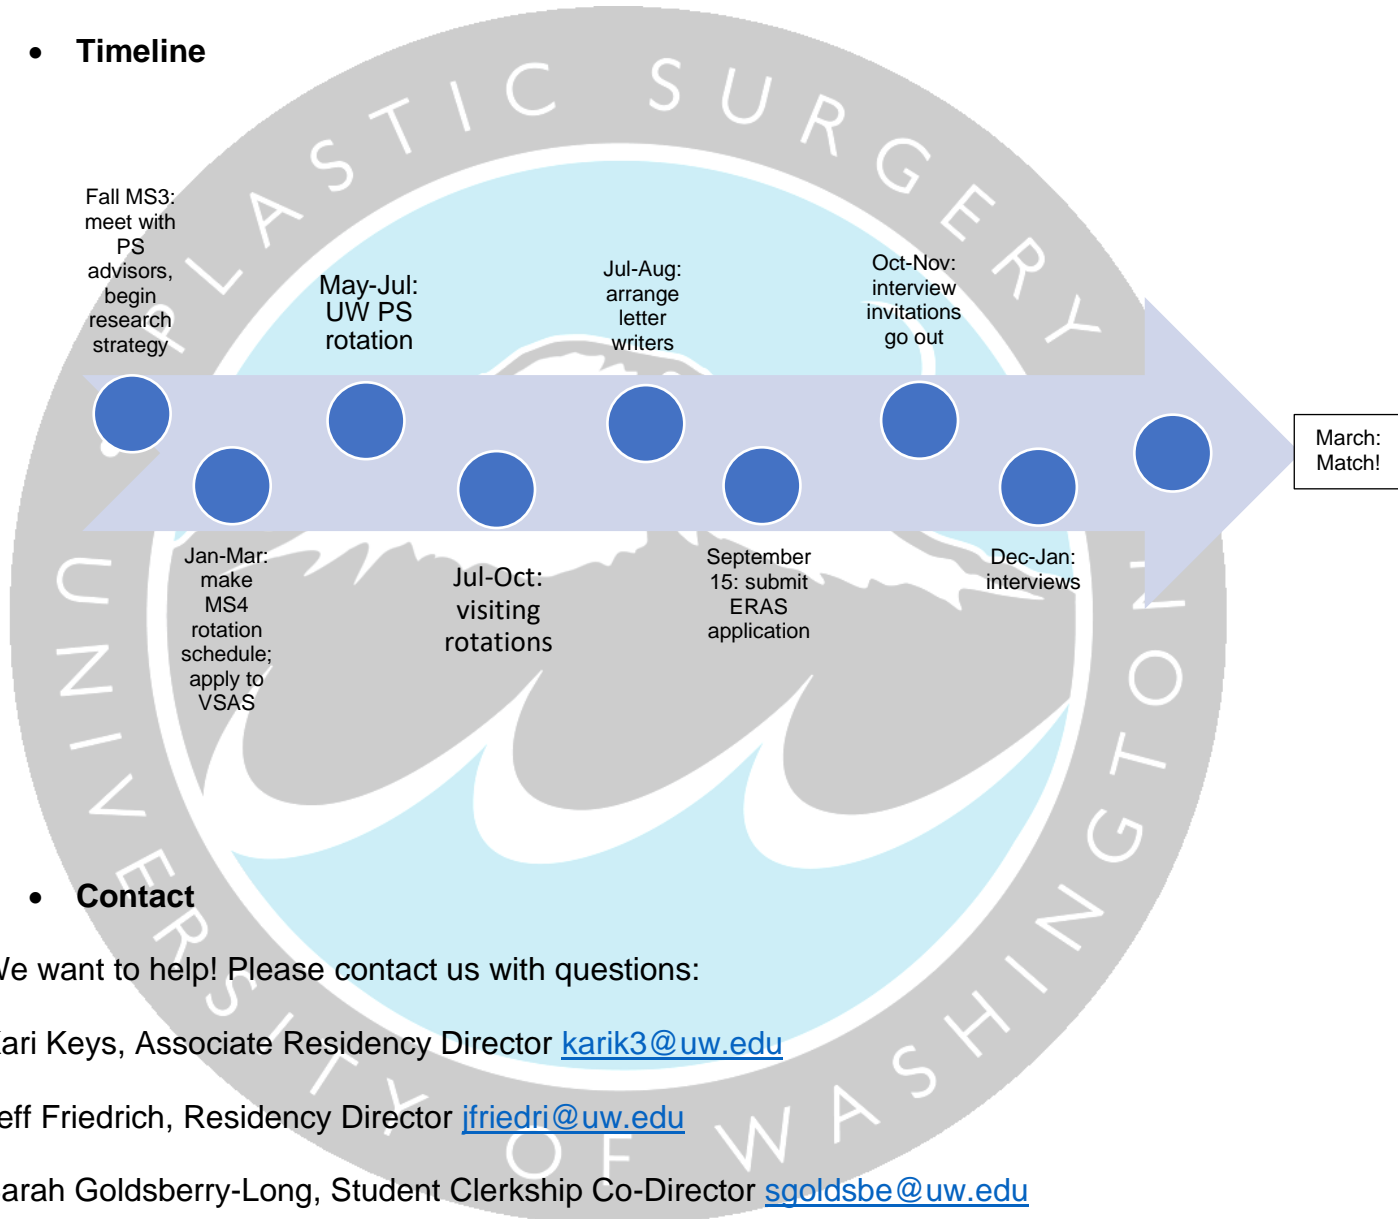 • Timeline
PLASTIC SURGERY
Fall MS3:
meet with
PS
advisors,
begin
research
strategy
Jan-Mar:
make
MS4
rotation
schedule;
apply to
VSAS
May-Jul:
UW PS
rotation
Jul-Oct:
visiting
rotations
Jul-Aug:
arrange
letter
writers
September
15: submit
ERAS
application
Oct-Nov:
interview
invitations
go out
Dec-Jan:
interviews
March:
Match!
UNIVERSITY OF WASHINGTON
• Contact
We want to help! Please contact us with questions:
ari Keys, Associate Residency Director karik3@uw.edu
eff Friedrich, Residency Director jfriedri@uw.edu
arah Goldsberry-Long, Student Clerkship Co-Director sgoldsbe@uw.edu